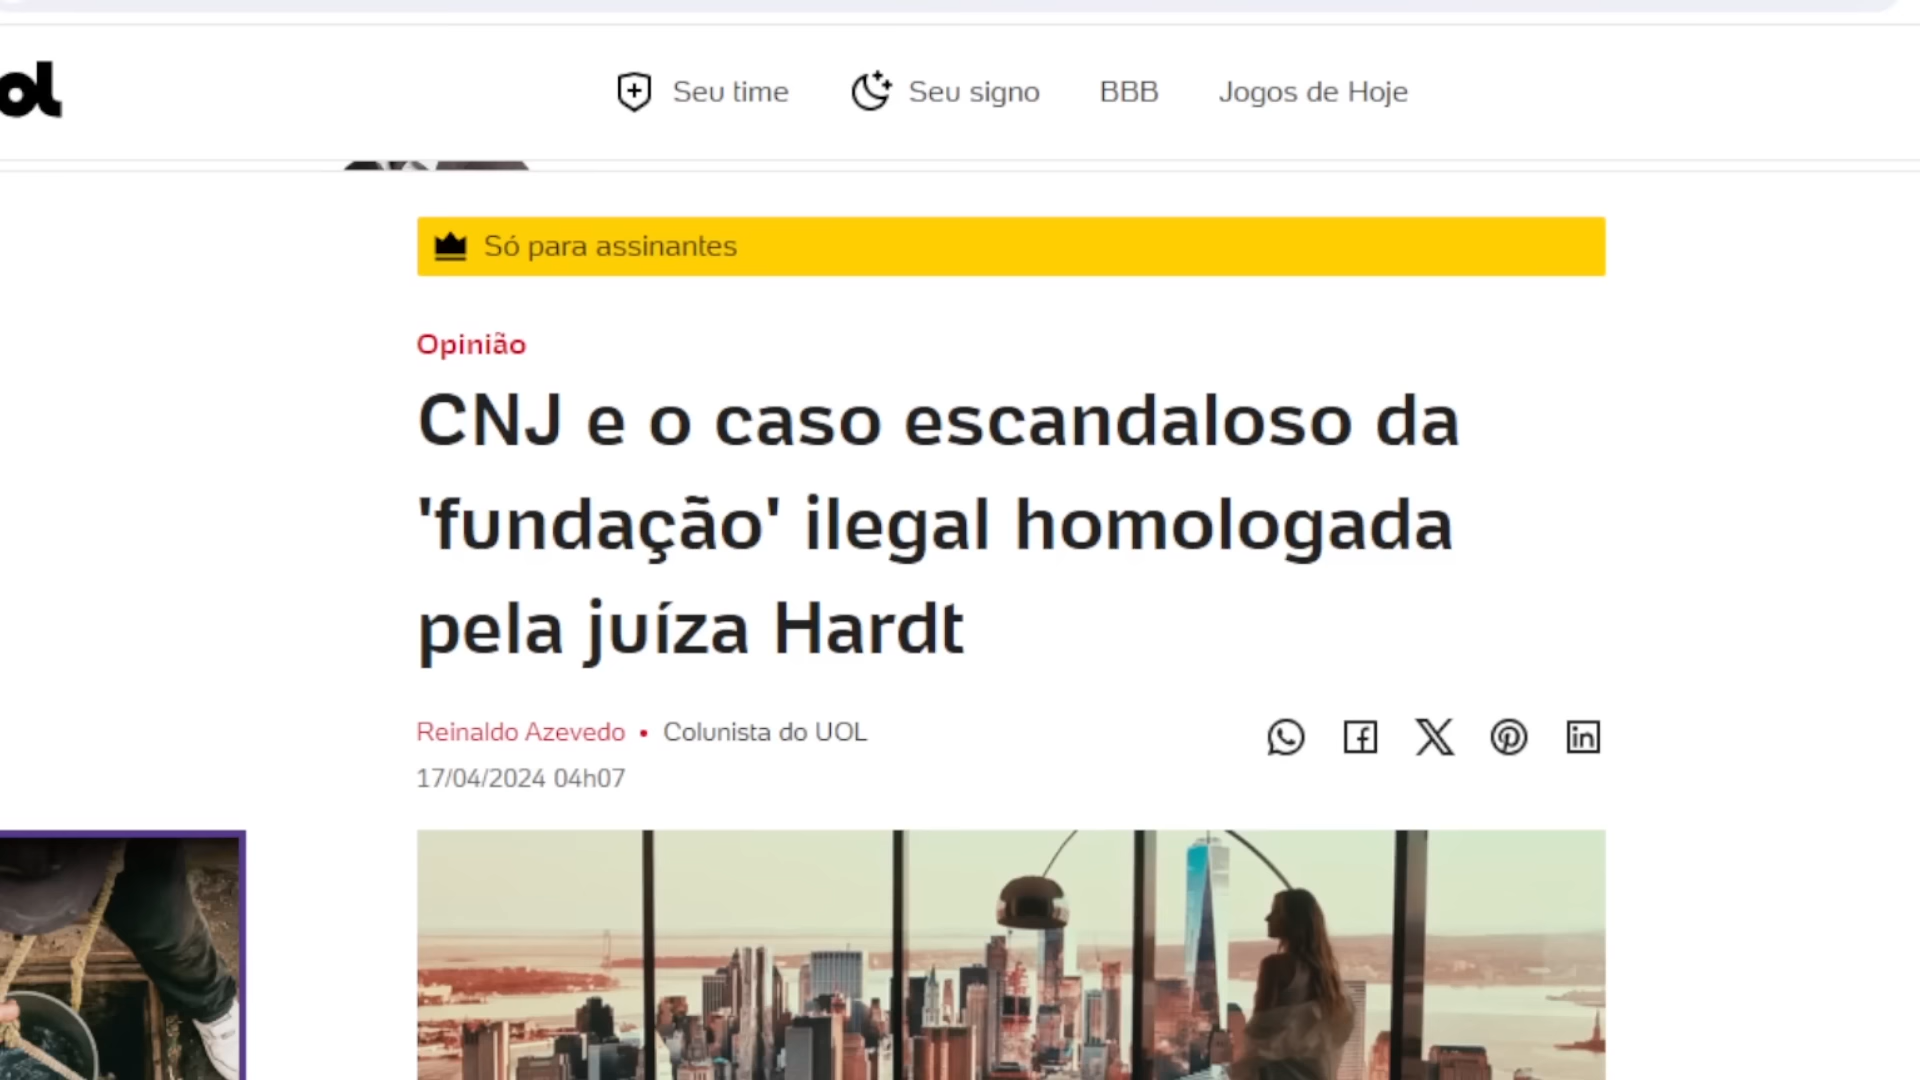 ol
Seu time
Seu signo
BBB
Jogos de Hoje
Só para assinantes
Opinião
CNJ e o caso escandaloso da
'fundação' ilegal homologada
pela juíza Hardt
Reinaldo Azevedo • Colunista do UOL
17/04/2024 04h07